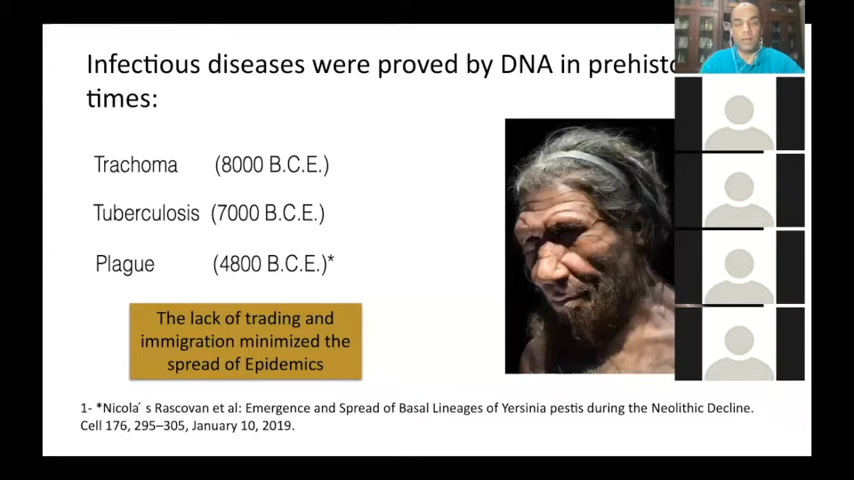 Infectious diseases were proved by DNA in
times:
Trachoma (8000 B.C.E.)
Tuberculosis (7000 B.C.E.)
Plague (4800 B.C.E.)*
The lack of trading and
immigration minimized the
spread of Epidemics
1- *Nicola´ s Rascovan et al: Emergence and Spread of Basal Lineages of Yersinia pestis during the Neolithic Decline.
Cell 176, 295–305, January 10, 2019.